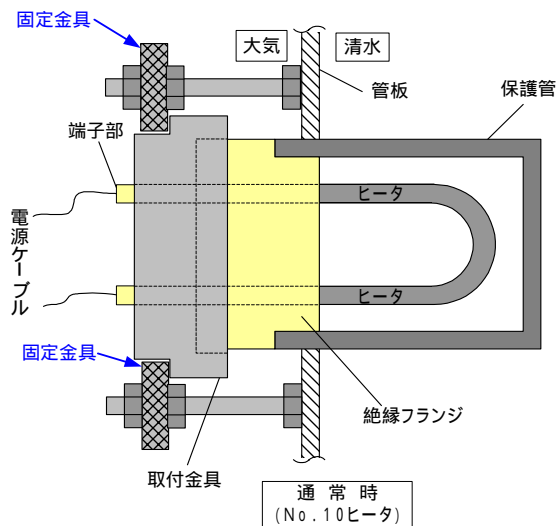 固定金具
大気
清水
管板
保護管
端子部
ヒータ
電源ケーブル
ヒータ
固定金具
絶縁フランジ
取付金具
通常時
(No.10ヒータ)